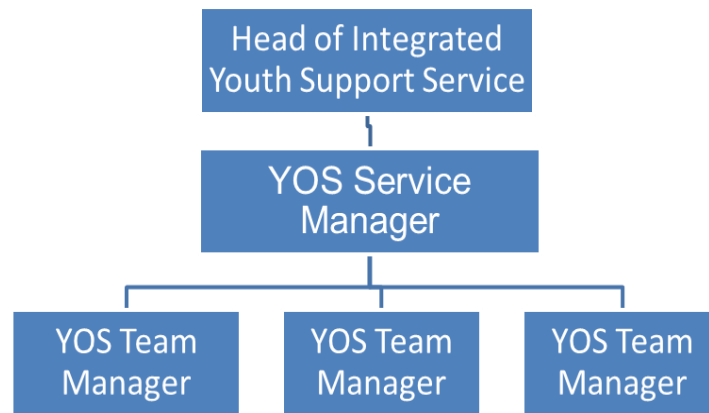 Head of Integrated
Youth Support Service
YOS Service
Manager
YOS Team
Manager
YOS Team
Manager
YOS Team
Manager